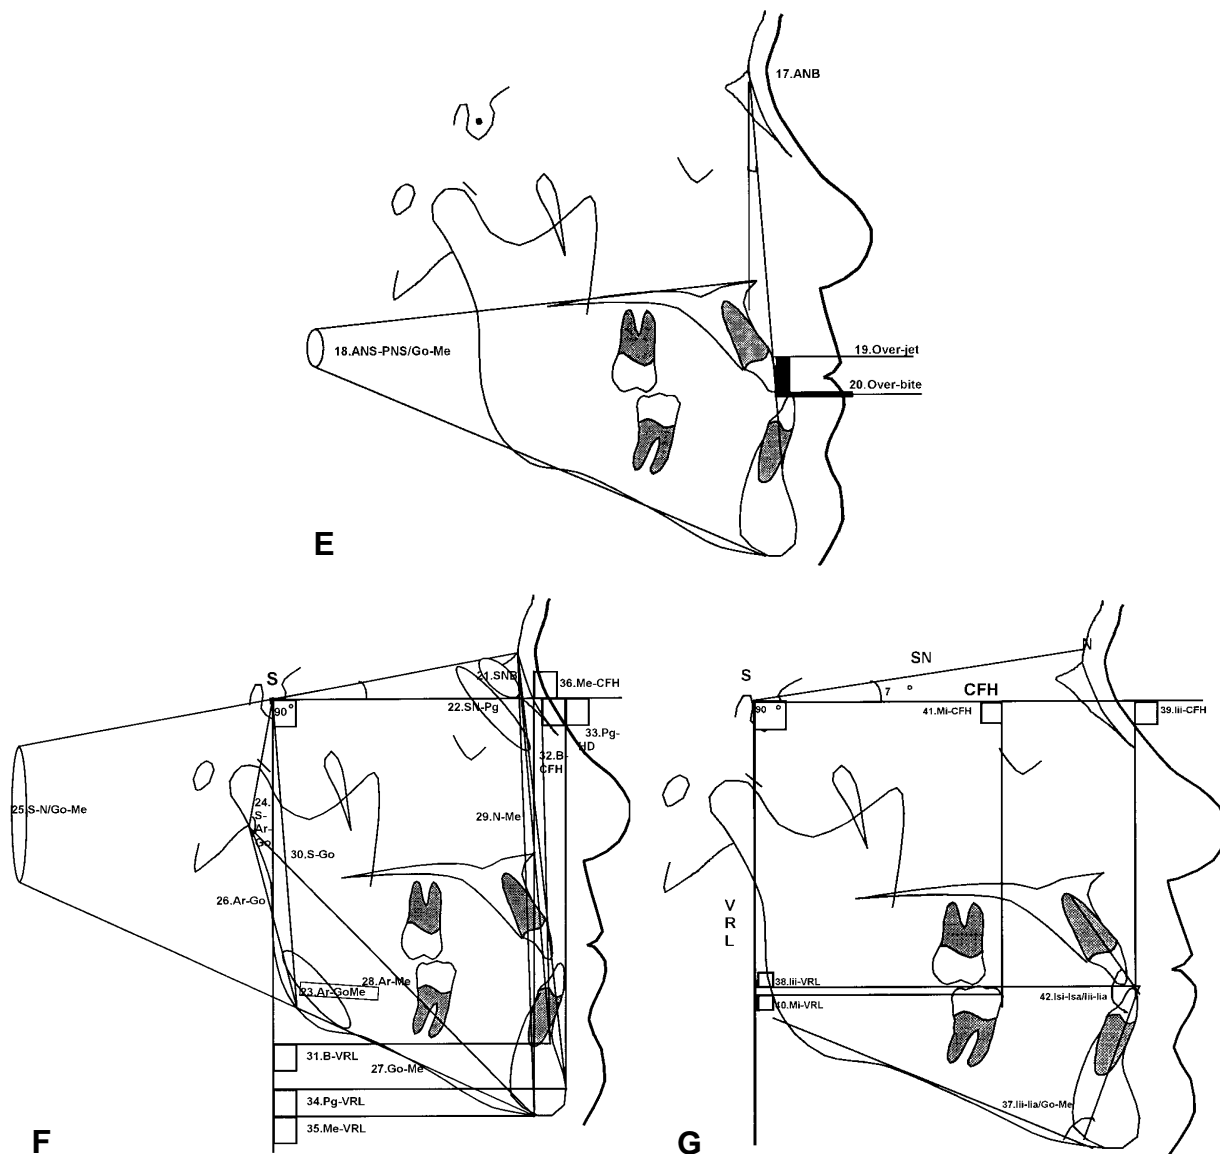 17.ANB
18.ANS-PNS/Go-Me
19.Over-jet
20.Over-bite
E
S
21.SNB
36.Me-CFH
90°
22.SN-Pg
33.Pg-
HD
32.B-
CFH
25.S-N/Go-Me
24.
S-
Ar-
Go
29.N-Me
30.S-Go
26.Ar-Go
28.Ar-Me
23.Ar-GoMe
31.B-VRL
27.Go-Me
34.Pg-VRL
35.Me-VRL
F
N
SN
S
7 °
CFH
90 °
41.Mi-CFH
39.Iii-CFH
V
R
L
38.Iii-VRL
40.Mi-VRL
42.Isi-Isa/Iii-Iia
37.Iii-Iia/Go-Me
G